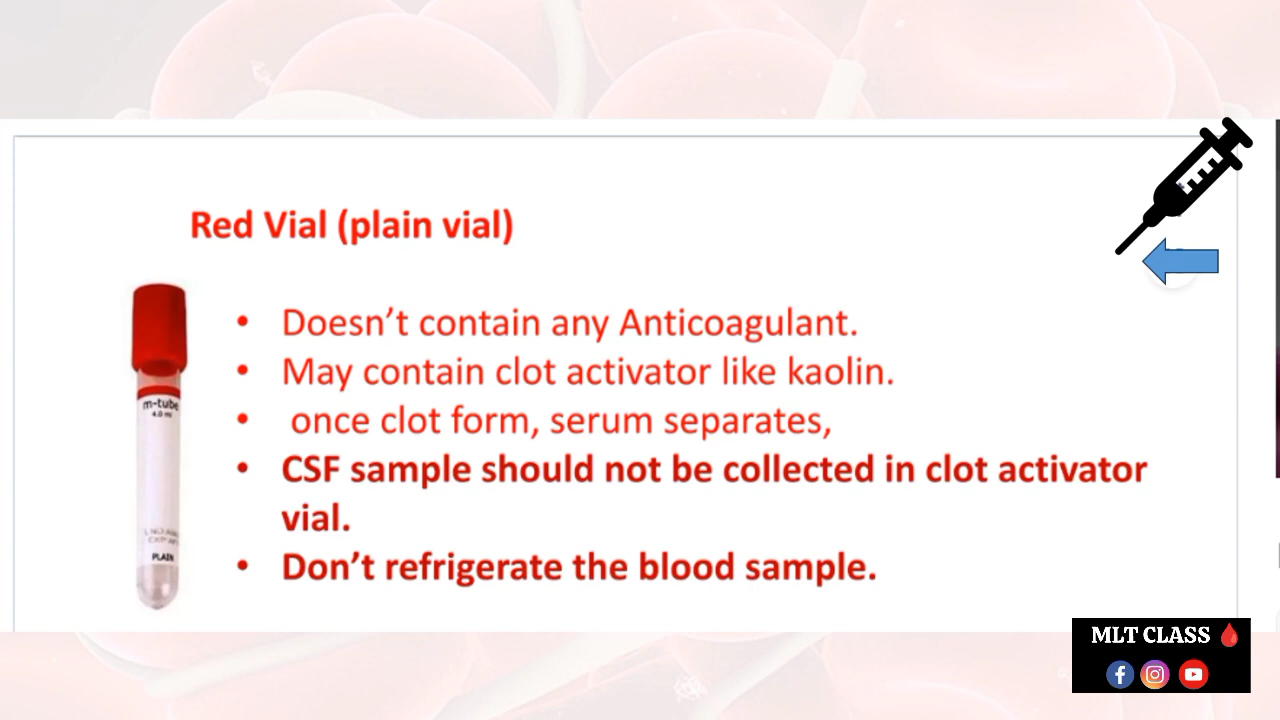 Red Vial (plain vial)
• Doesn’t contain any Anticoagulant.
• May contain clot activator like kaolin.
• once clot form, serum separates,
• CSF sample should not be collected in clot activator
vial.
• Don’t refrigerate the blood sample.
m-tube
4.0 ml
PLAIN
MLT CLASS